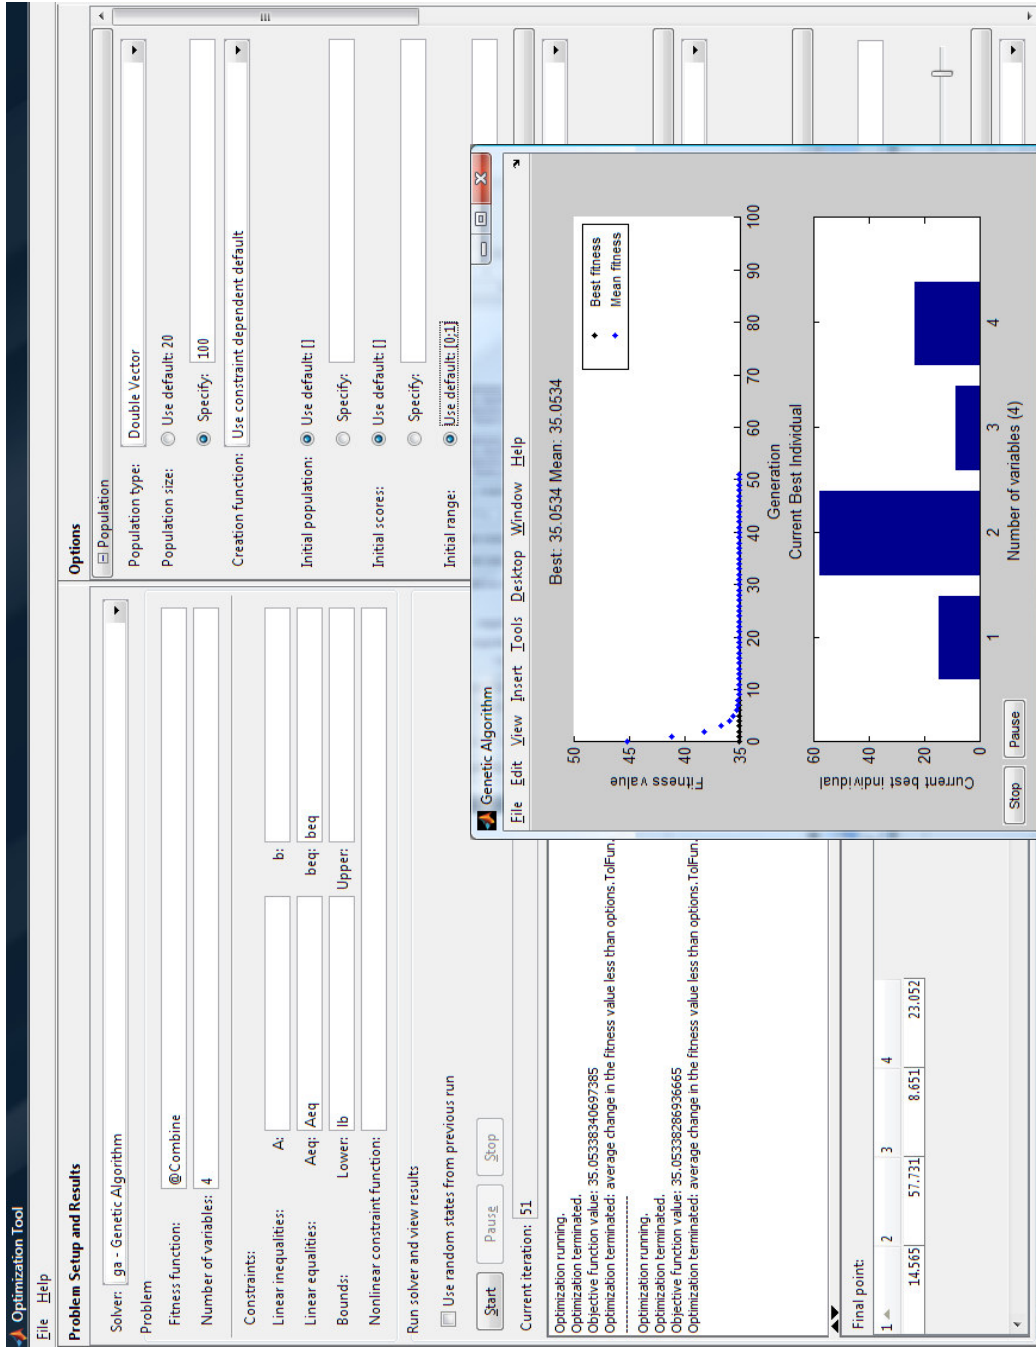 Optimization Tool
File Help
Problem Setup and Results
Solver: ga - Genetic Algorithm
Problem
Fitness function: @Combine
Number of variables: 4
Constraints:
Linear inequalities: A: b:
Linear equalities: Aeq: Aeq beq: beq
Bounds: Lower: lb Upper:
Nonlinear constraint function:
Run solver and view results
Use random states from previous run
Start Pause Stop
Current iteration: 51
Optimization running.
Optimization terminated.
Objective function value: 35.05338340697385
Optimization terminated: average change in the fitness value less than options.TolFun.
Optimization running.
Optimization terminated.
Objective function value: 35.05338286936665
Optimization terminated: average change in the fitness value less than options.TolFun.
Final point:
1 2 3 4
14.565 57.731 8.651 23.052
Options
Population
Population type: Double Vector
Population size: Use default: 20
Specify: 100
Creation function: Use constraint dependent default
Initial population: Use default: []
Specify:
Initial scores: Use default: []
Specify:
Initial range: Use default: [0;1]
Genetic Algorithm
File Edit View Insert Tools Desktop Window Help
Best: 35.0534 Mean: 35.0534
Best fitness
Mean fitness
Fitness value
50
45
40
35
0 10 20 30 40 50 60 70 80 90 100
Generation
Current Best Individual
Current best individual
60
40
20
0
1 2 3 4
Number of variables (4)
Stop Pause